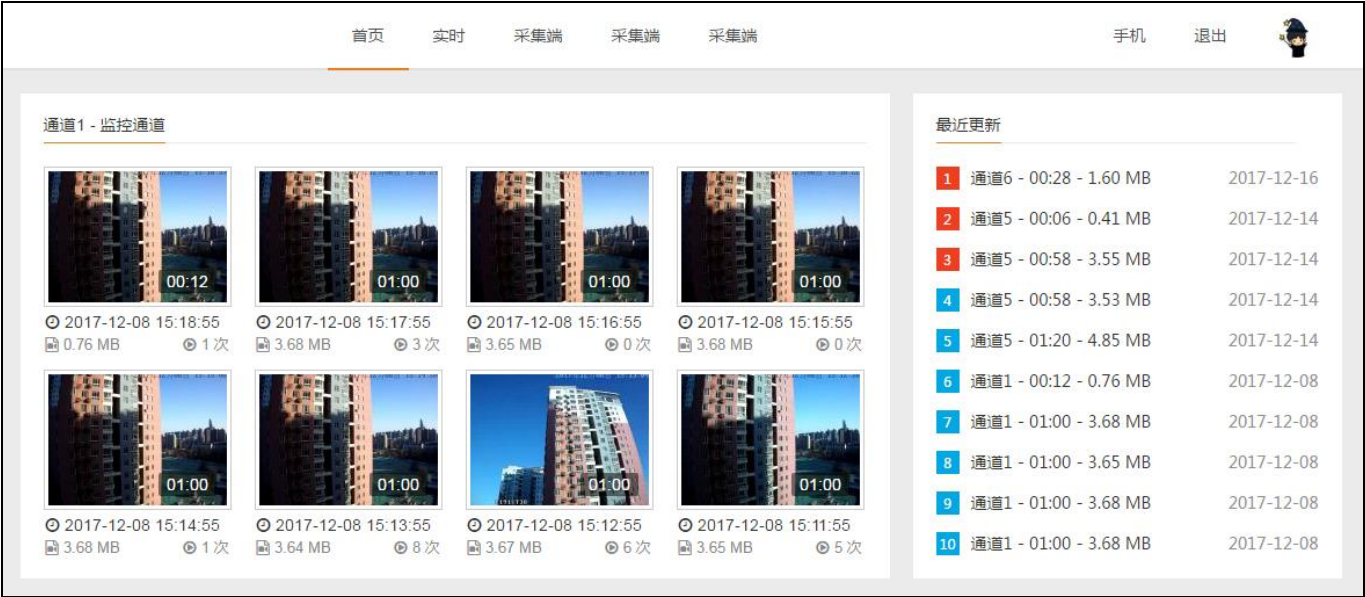 首页 实时 采集端 采集端 采集端 手机 退出
通道1 - 监控通道
00:12 01:00 01:00 01:00
2017-12-08 15:18:55 2017-12-08 15:17:55 2017-12-08 15:16:55 2017-12-08 15:15:55
0.76 MB 1 次 3.68 MB 3 次 3.65 MB 0 次 3.68 MB 0 次
01:00 01:00 01:00 01:00
2017-12-08 15:14:55 2017-12-08 15:13:55 2017-12-08 15:12:55 2017-12-08 15:11:55
3.68 MB 1 次 3.64 MB 8 次 3.67 MB 6 次 3.65 MB 5 次
最近更新
1 通道6 - 00:28 - 1.60 MB 2017-12-16
2 通道5 - 00:06 - 0.41 MB 2017-12-14
3 通道5 - 00:58 - 3.55 MB 2017-12-14
4 通道5 - 00:58 - 3.53 MB 2017-12-14
5 通道5 - 01:20 - 4.85 MB 2017-12-14
6 通道1 - 00:12 - 0.76 MB 2017-12-08
7 通道1 - 01:00 - 3.68 MB 2017-12-08
8 通道1 - 01:00 - 3.65 MB 2017-12-08
9 通道1 - 01:00 - 3.68 MB 2017-12-08
10 通道1 - 01:00 - 3.68 MB 2017-12-08